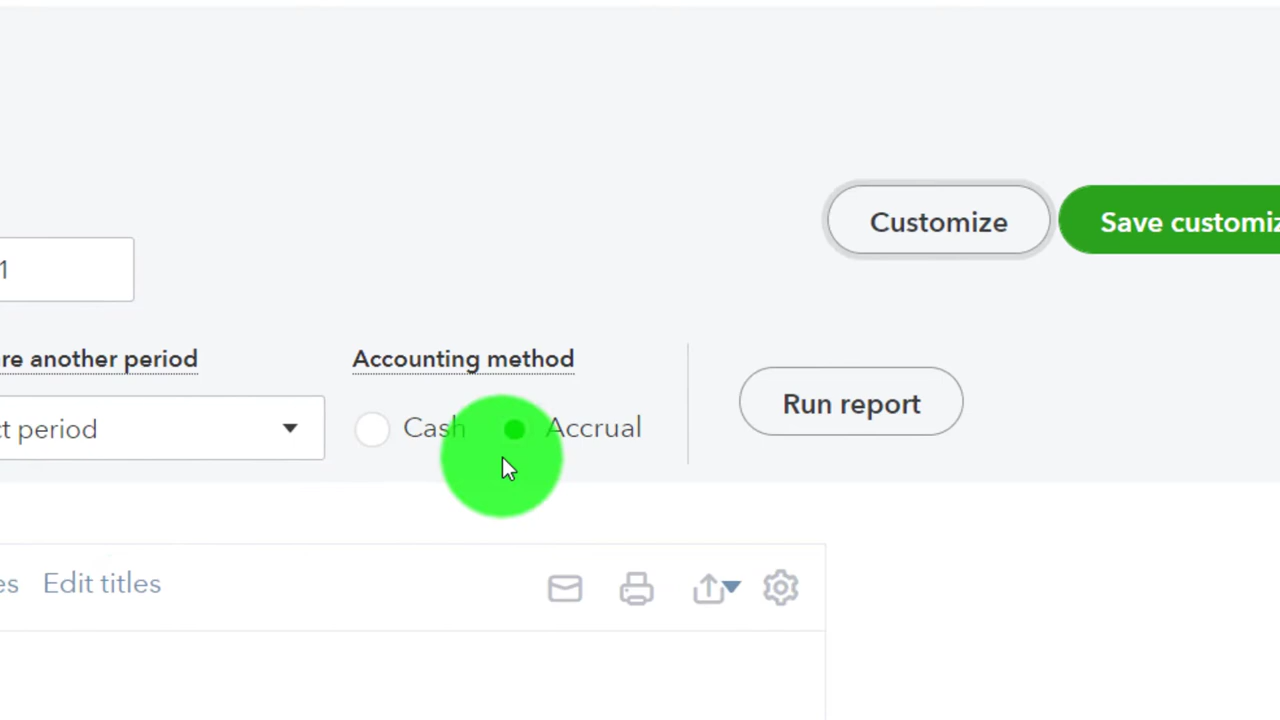 Customize
Save customiz
1
re another period
Accounting method
t period
Cash
Accrual
Run report
es
Edit titles